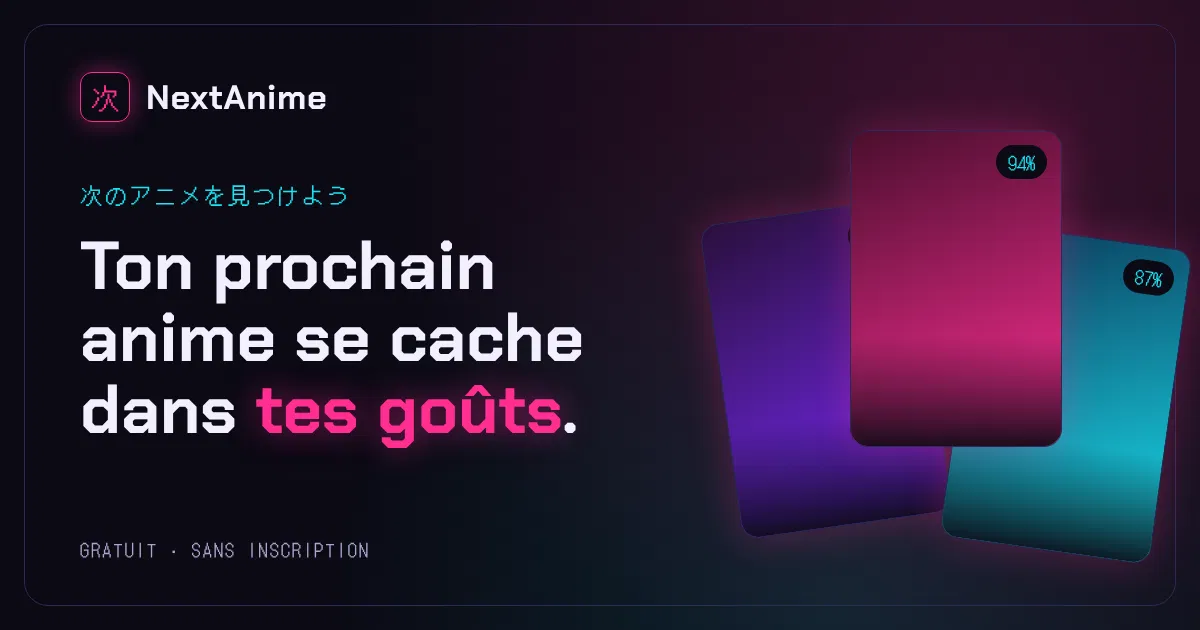 次 NextAnime
次のアニメを見つけよう
Ton prochain
anime se cache
dans tes goûts.
GRATUIT · SANS INSCRIPTION
94%
87%